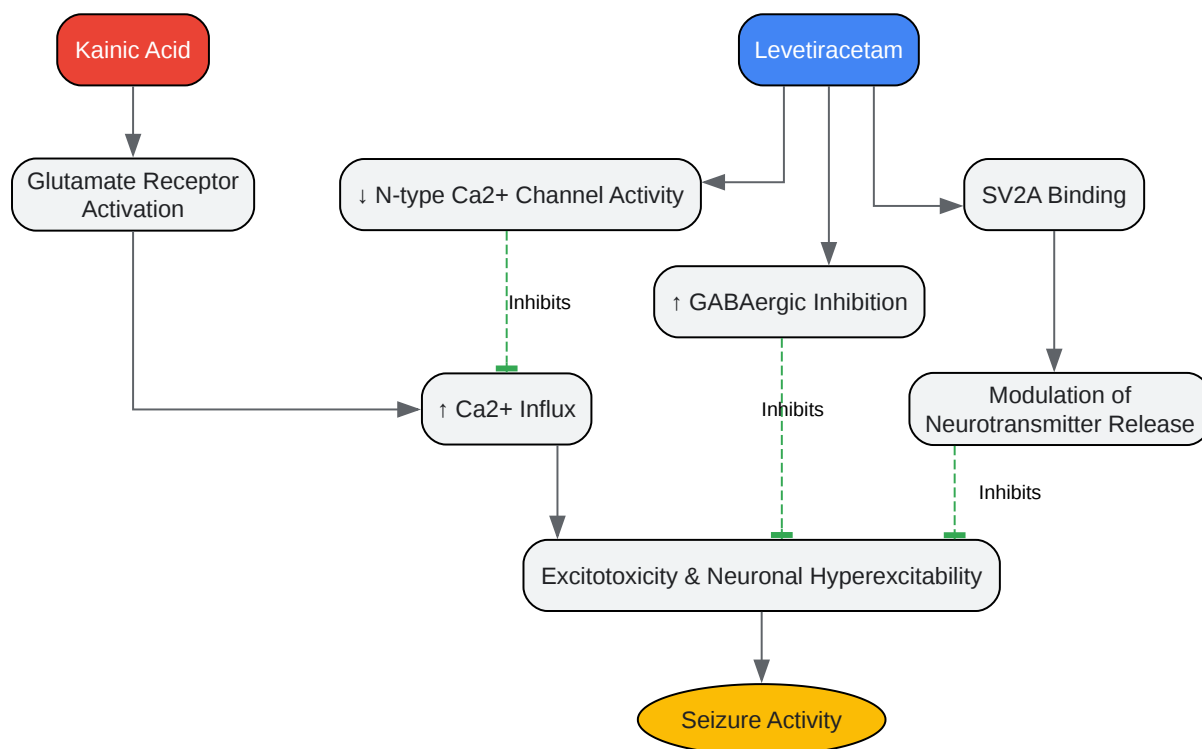 Kainic Acid
Levetiracetam
Glutamate Receptor
Activation
↓ N-type Ca2+ Channel Activity
SV2A Binding
↑ GABAergic Inhibition
Inhibits
↑ Ca2+ Influx
Inhibits
Modulation of
Neurotransmitter Release
Inhibits
Excitotoxicity & Neuronal Hyperexcitability
Seizure Activity